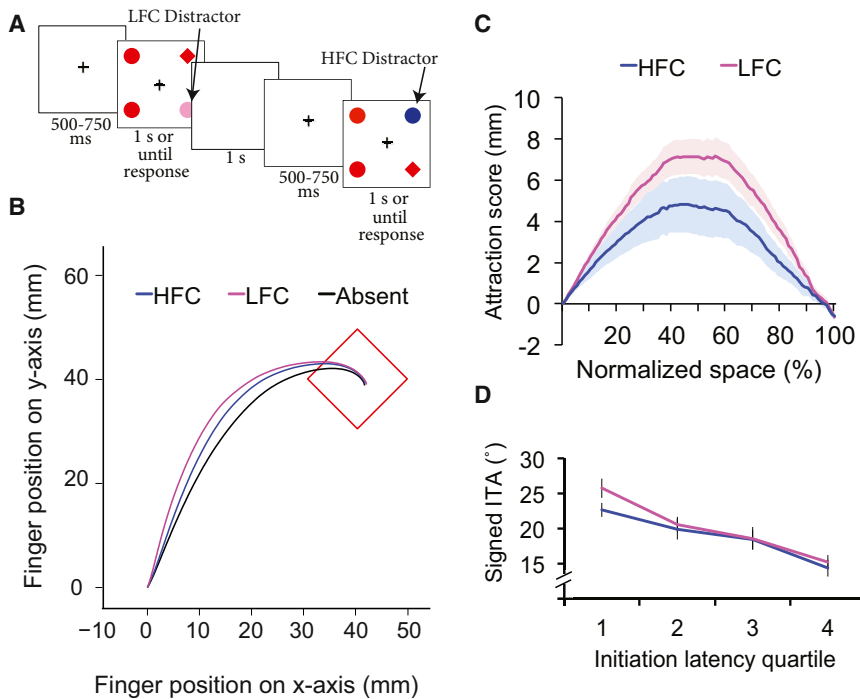 A
LFC Distractor
HFC Distractor
500-750
ms
1 s or
until
response
1 s
500-750
ms
1 s or
until
response
B
Finger position on y-axis (mm)
60
40
20
0
HFC
LFC
Absent
−10
0
10
20
30
40
50
Finger position on x-axis (mm)
C
HFC
LFC
Attraction score (mm)
10
8
6
4
2
0
-2
20
40
60
80
100
Normalized space (%)
D
Signed ITA (°)
30
25
20
15
1
2
3
4
Initiation latency quartile